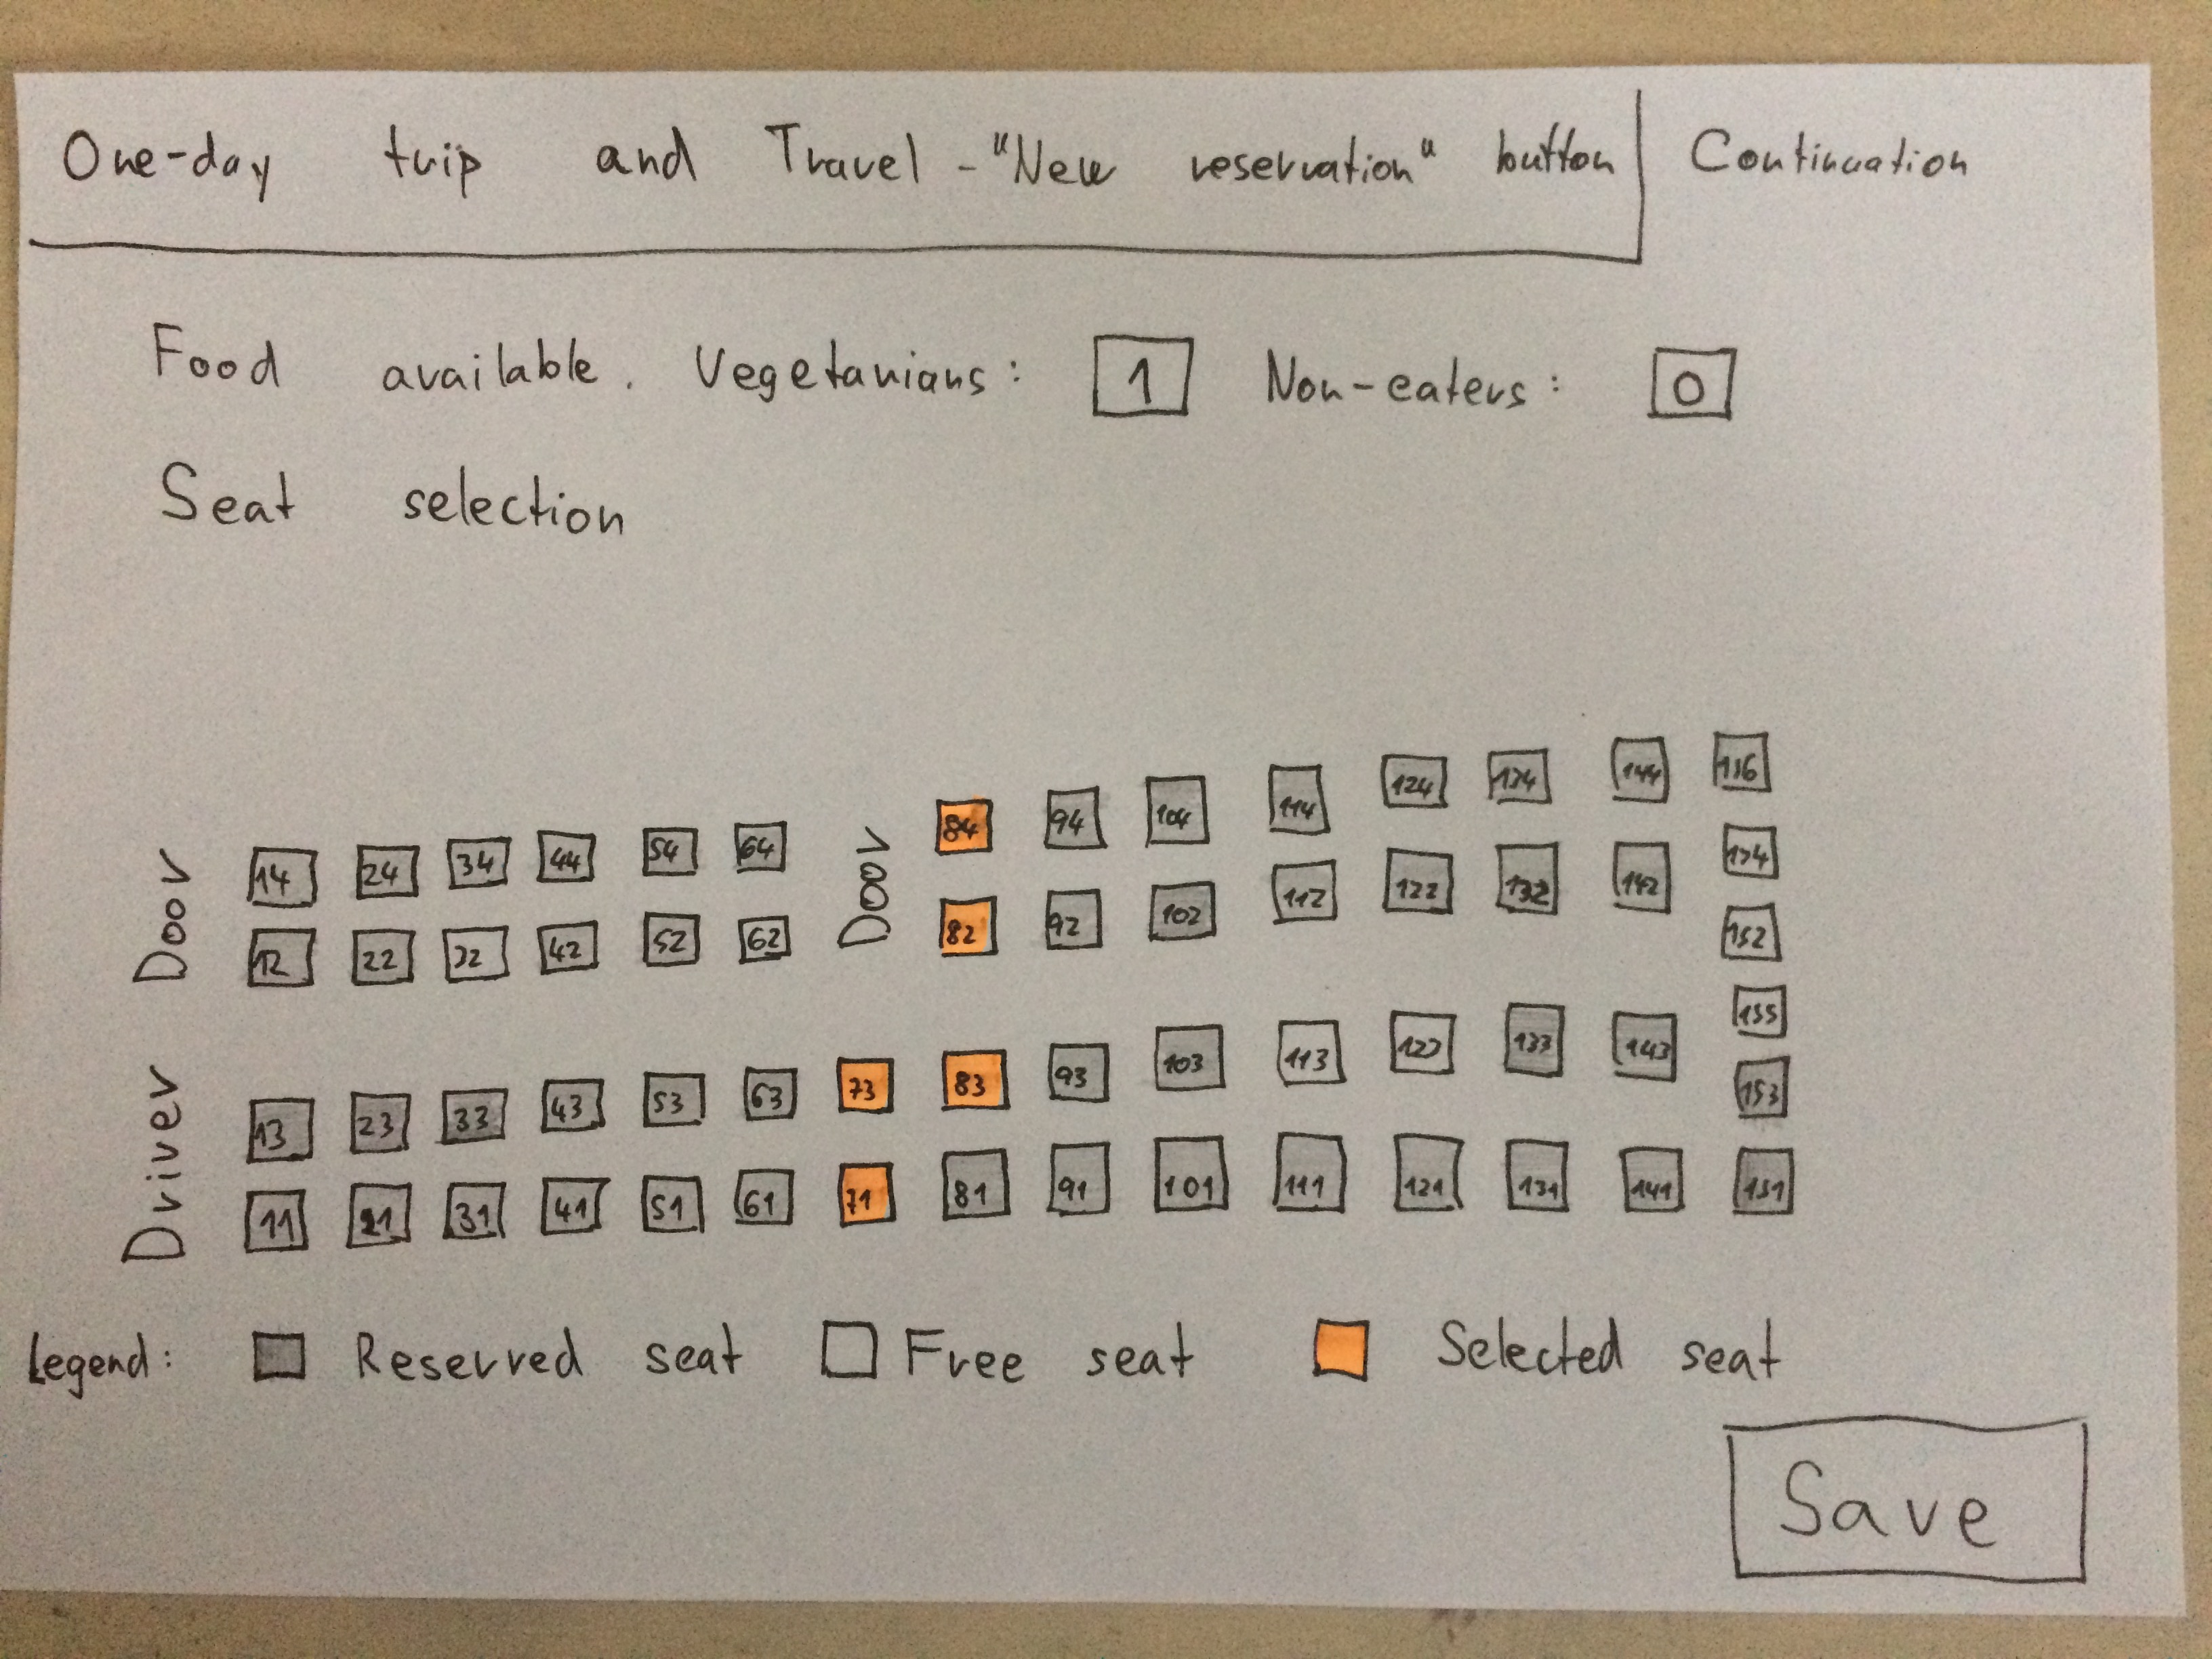 One-day trip and Travel - "New reservation" button Continuation
Food available. Vegetarians: 1 Non-eaters: 0
Seat selection
Door 14 24 34 44 54 64 Door 84 94 104 114 124 134 144 156
12 22 32 42 52 62 82 92 102 112 122 132 142 154
152
155
Driver 13 23 33 43 53 63 73 83 93 103 113 123 133 143 153
11 21 31 41 51 61 71 81 91 101 111 121 131 141 151
Legend: Reserved seat Free seat Selected seat
Save